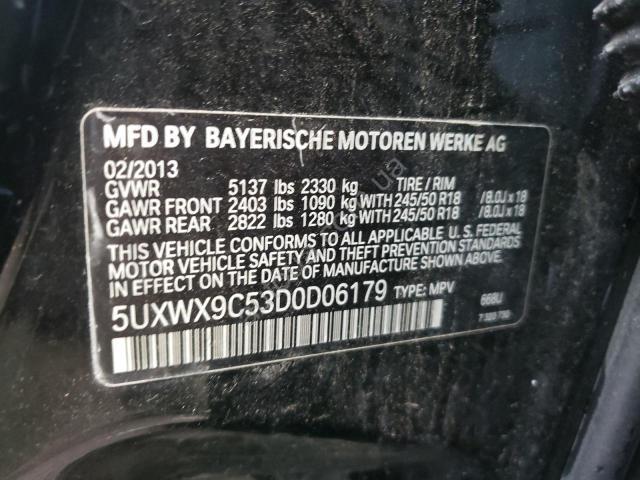 MFD BY BAYERISCHE MOTOREN WERKE AG
02/2013
GVWR 5137 lbs 2330 kg TIRE / RIM
GAWR FRONT 2403 lbs 1090 kg WITH 245/50 R18 / 8.0J x 18
GAWR REAR 2822 lbs 1280 kg WITH 245/50 R18 / 8.0J x 18
THIS VEHICLE CONFORMS TO ALL APPLICABLE U.S. FEDERAL
MOTOR VEHICLE SAFETY AND THEFT PREVENTION STANDARDS
IN EFFECT ON THE DATE OF MANUFACTURE SHOWN ABOVE.
5UXWX9C53D0D06179 TYPE: MPV 668U